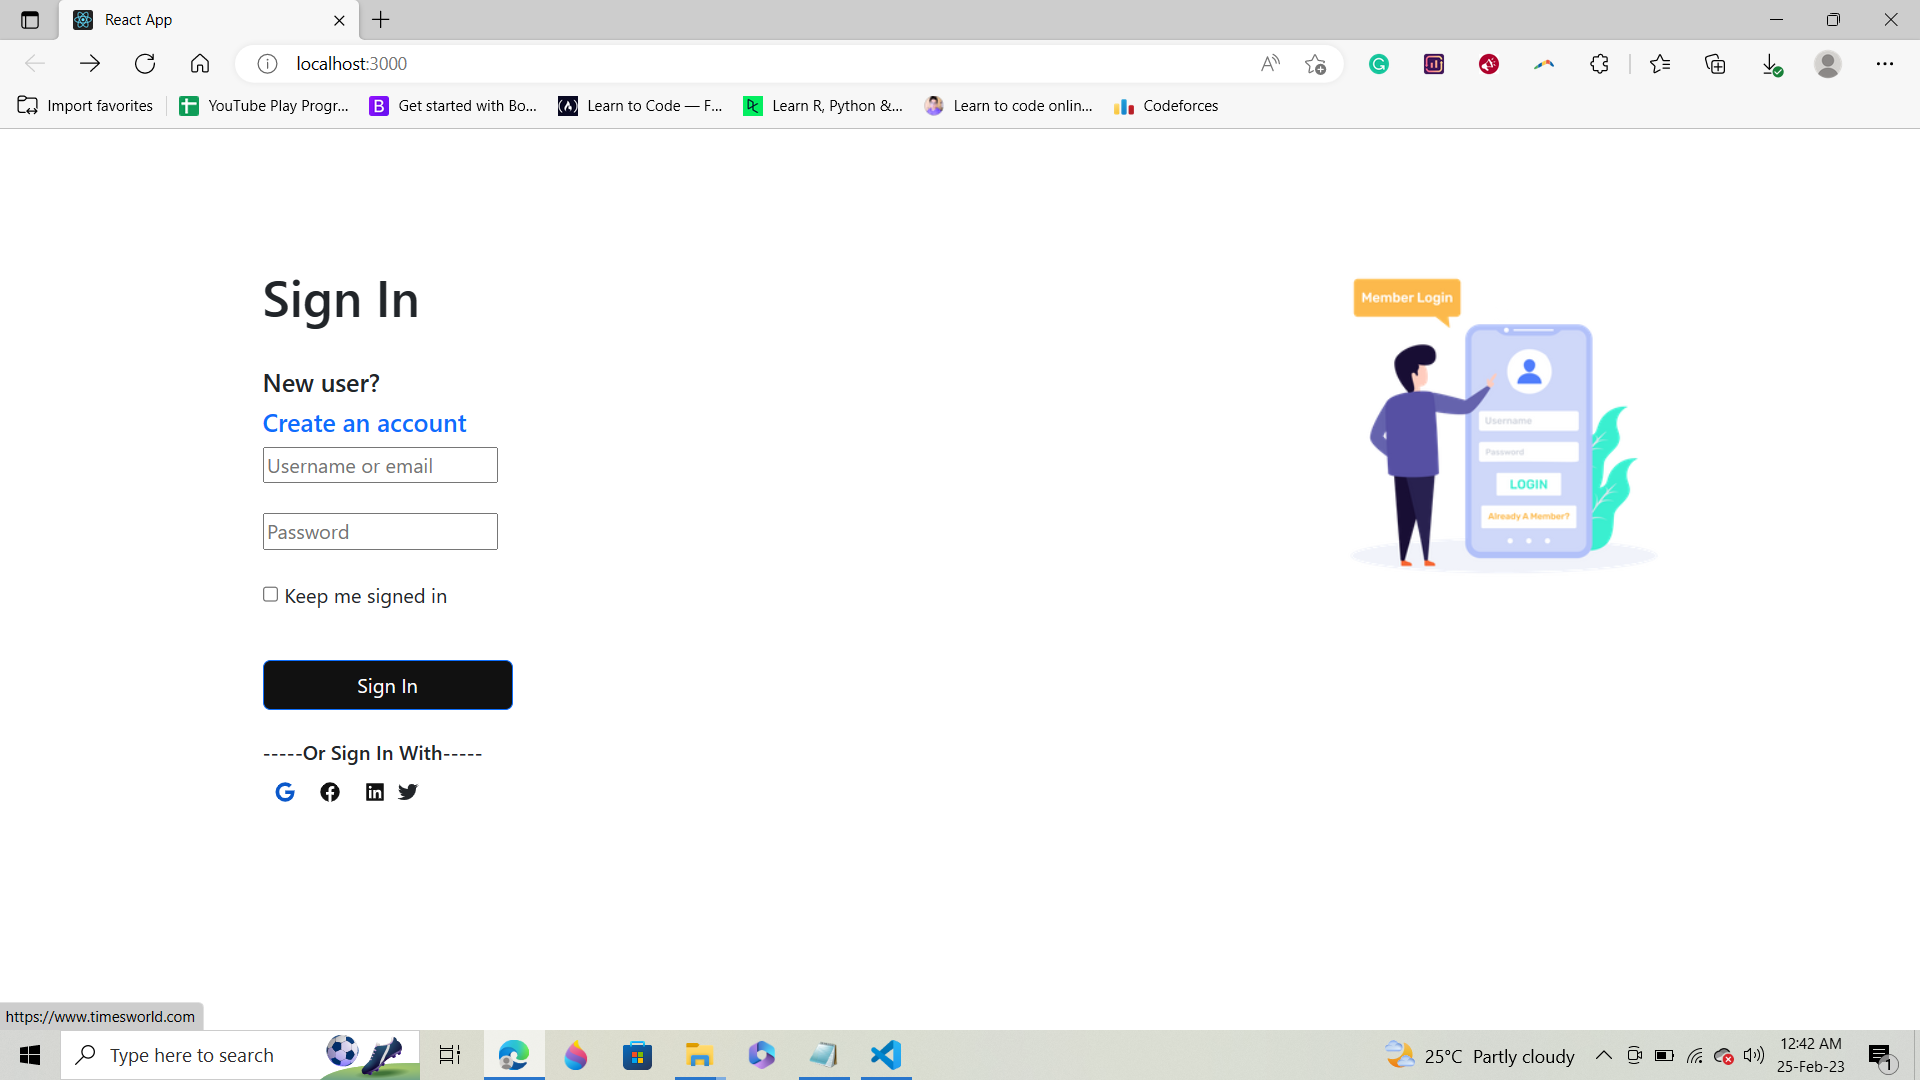 React App
localhost:3000
Import favorites
YouTube Play Progr...
Get started with Bo...
Learn to Code — F...
Learn R, Python &...
Learn to code onlin...
Codeforces
Sign In
New user?
Create an account
Username or email
Password
Keep me signed in
Sign In
-----Or Sign In With-----
Member Login
Username
Password
LOGIN
Already A Member?
https://www.timesworld.com
Type here to search
25°C Partly cloudy
12:42 AM
25-Feb-23
1